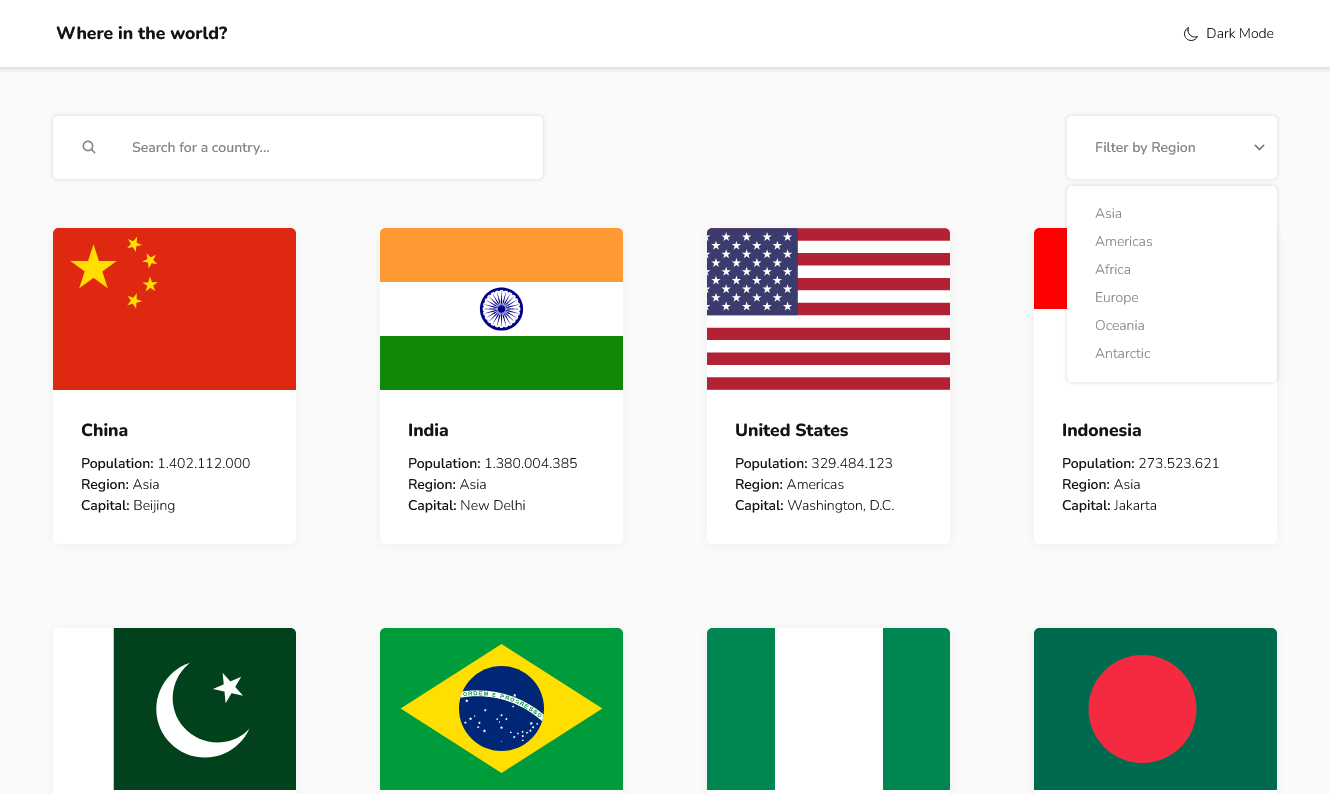 Where in the world?
Dark Mode
Search for a country...
Filter by Region
Asia
Americas
Africa
Europe
Oceania
Antarctic
China
Population: 1.402.112.000
Region: Asia
Capital: Beijing
India
Population: 1.380.004.385
Region: Asia
Capital: New Delhi
United States
Population: 329.484.123
Region: Americas
Capital: Washington, D.C.
Indonesia
Population: 273.523.621
Region: Asia
Capital: Jakarta
ORDEM E PROGRESSO